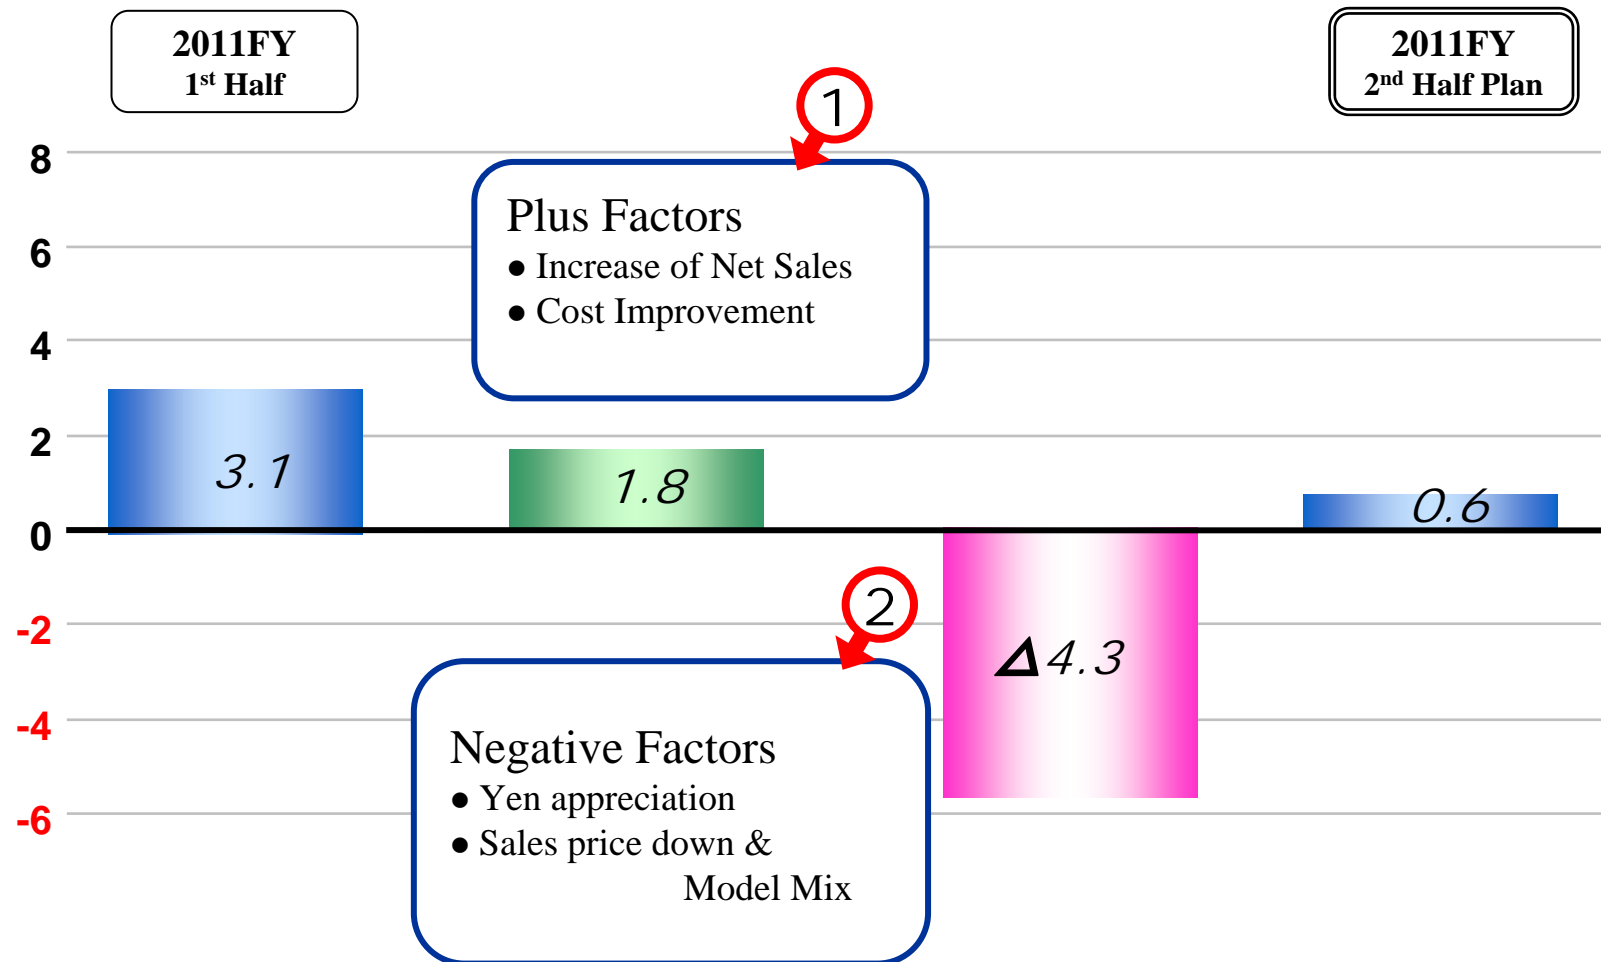 2011FY
1st Half
2011FY
2nd Half Plan
1
8
6
4
2
0
-2
-4
-6
Plus Factors
● Increase of Net Sales
● Cost Improvement
3.1
1.8
0.6
2
Δ4.3
Negative Factors
● Yen appreciation
● Sales price down &
Model Mix